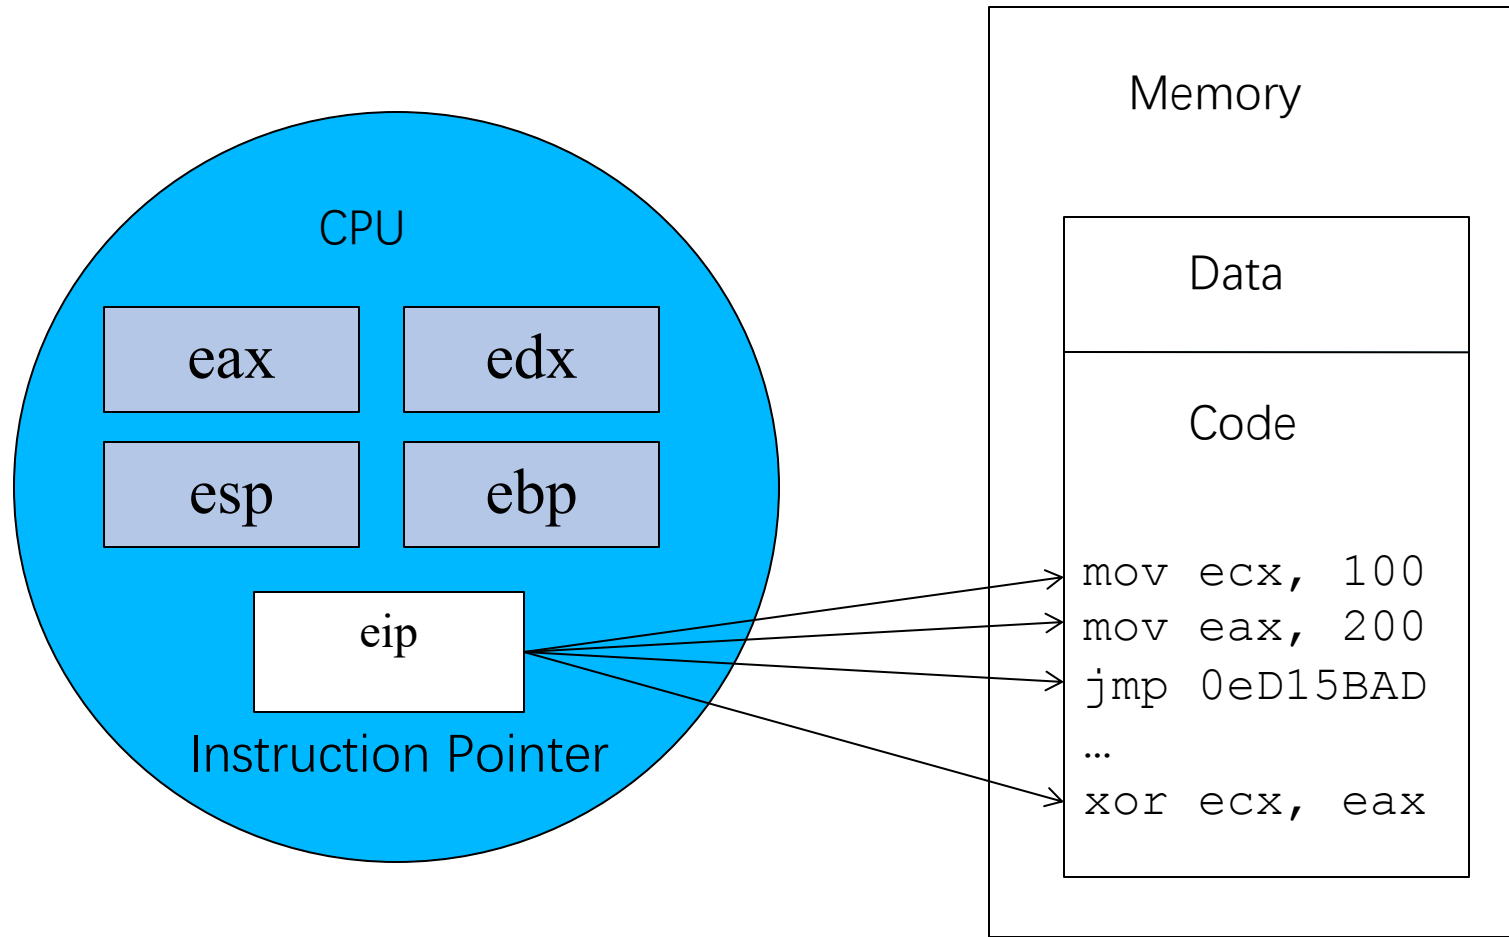 CPU
eax
edx
esp
ebp
eip
Instruction Pointer
Memory
Data
Code
mov ecx, 100
mov eax, 200
jmp 0eD15BAD
…
xor ecx, eax